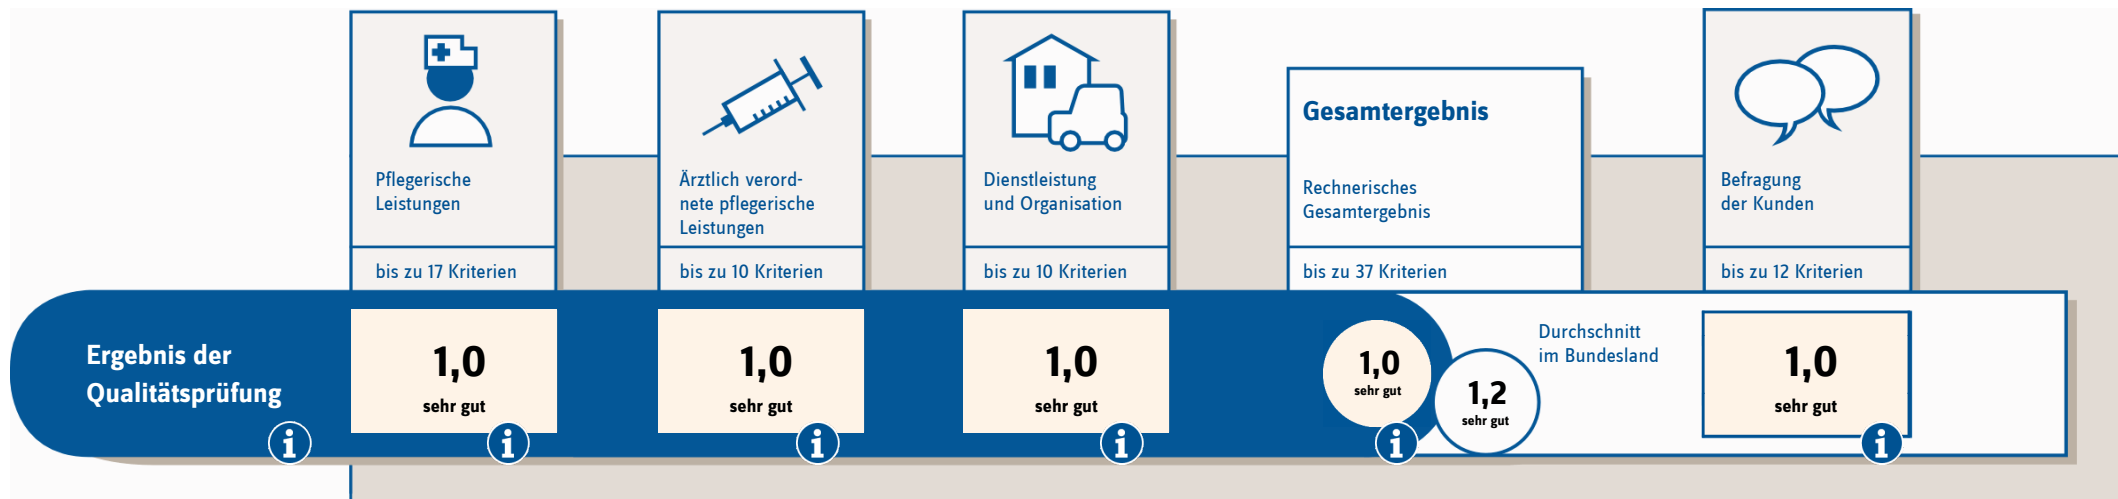 Pflegerische
Leistungen
bis zu 17 Kriterien
Ärztlich verord-
nete pflegerische
Leistungen
bis zu 10 Kriterien
Dienstleistung
und Organisation
bis zu 10 Kriterien
Gesamtergebnis
Rechnerisches
Gesamtergebnis
bis zu 37 Kriterien
Befragung
der Kunden
bis zu 12 Kriterien
Ergebnis der
Qualitätsprüfung
i
1,0
sehr gut
i
1,0
sehr gut
i
1,0
sehr gut
i
1,0
sehr gut
i
1,2
sehr gut
Durchschnitt
im Bundesland
1,0
sehr gut
i